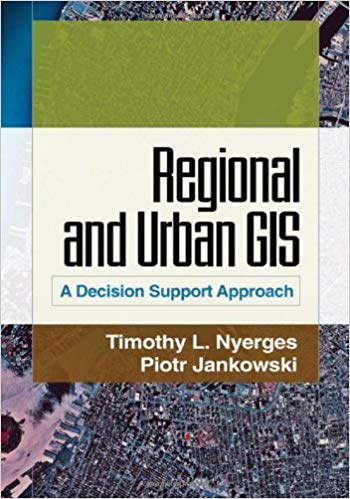 Regional
and Urban GIS
A Decision Support Approach
Timothy L. Nyerges
Piotr Jankowski